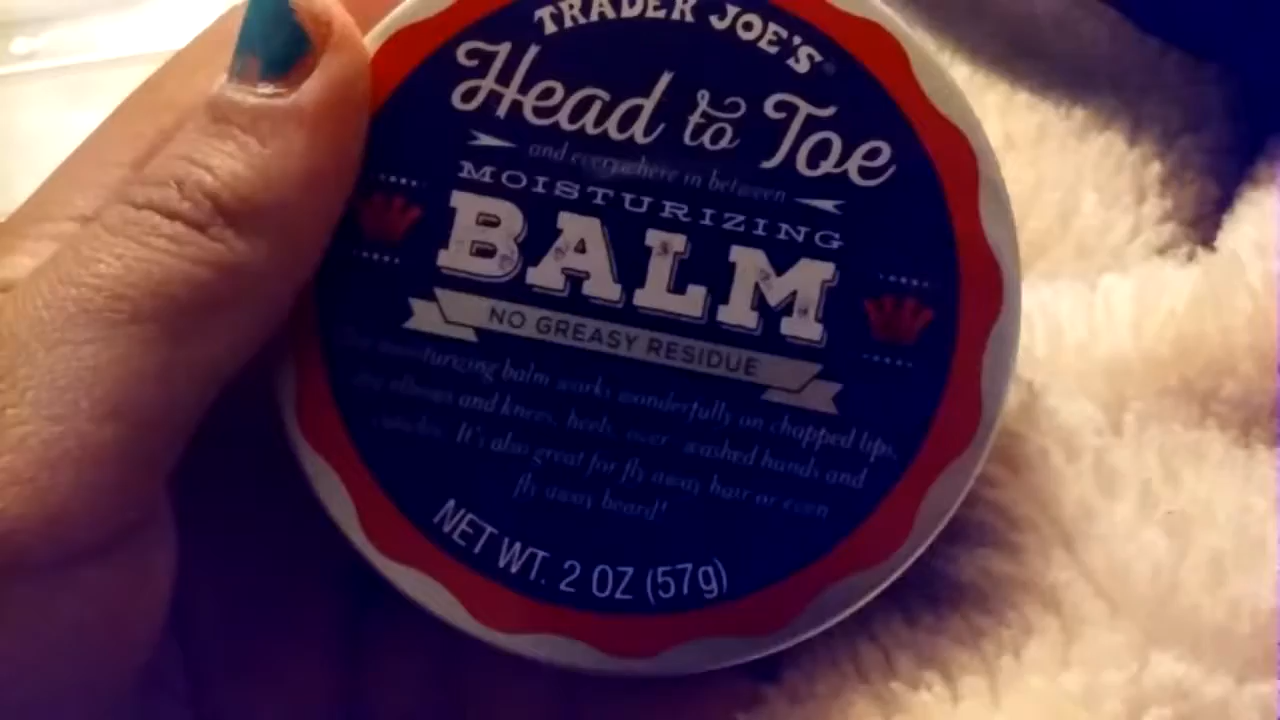 TRADER JOE'S
Head to Toe
and everywhere in between
MOISTURIZING
BALM
NO GREASY RESIDUE
moisturizing balm works wonderfully on chapped lips,
elbows and knees, heels, over-washed hands and
cuticles. It's also great for fly away hair or even
fly away beard!
NET WT. 2 OZ (57g)